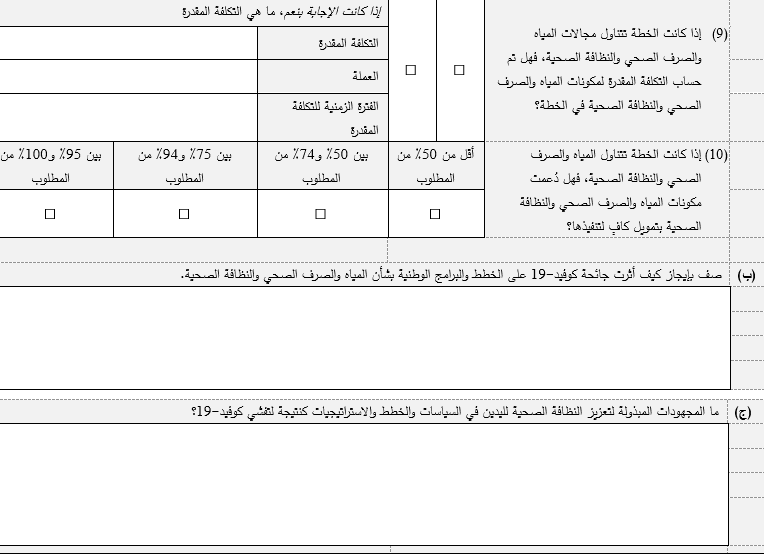 إذا كانت الإجابة بنعم، ما هي التكلفة المقدرة
(9) إذا كانت الخطة تتناول مجالات المياه
والصرف الصحي والنظافة الصحية، فهل تم
حساب التكلفة المقدرة لمكونات المياه والصرف
الصحي والنظافة الصحية في الخطة؟
☐ ☐
التكلفة المقدرة
العملة
الفترة الزمنية للتكلفة
المقدرة
(10) إذا كانت الخطة تتناول المياه والصرف
الصحي والنظافة الصحية، فهل دُعمت
مكونات المياه والصرف الصحي والنظافة
الصحية بتمويل كافٍ لتنفيذها؟
أقل من 50٪ من
المطلوب
بين 50٪ و74٪ من
المطلوب
بين 75٪ و94٪ من
المطلوب
بين 95٪ و100٪ من
المطلوب
☐ ☐ ☐ ☐
(ب) صف بإيجاز كيف أثرت جائحة كوفيد-19 على الخطط والبرامج الوطنية بشأن المياه والصرف الصحي والنظافة الصحية.
(ج) ما المجهودات المبذولة لتعزيز النظافة الصحية لليدين في السياسات والخطط والاستراتيجيات كنتيجة لتفشي كوفيد-19؟